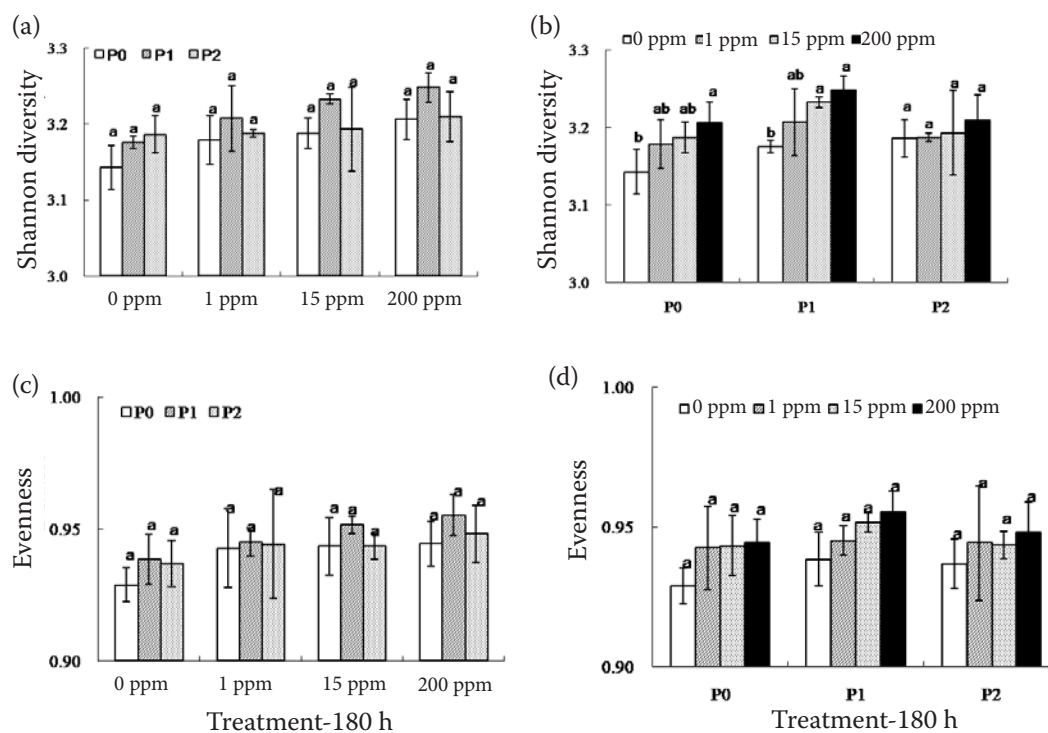 (a)
P0 P1 P2
Shannon diversity
3.3
3.2
3.1
3.0
a a a
a a a
a a a
a a a
0 ppm 1 ppm 15 ppm 200 ppm
(b)
0 ppm 1 ppm 15 ppm 200 ppm
Shannon diversity
3.3
3.2
3.1
3.0
b ab ab a
b ab a a
a a a a
P0 P1 P2
(c)
P0 P1 P2
Evenness
1.00
0.95
0.90
a a a
a a a
a a a
a a a
0 ppm 1 ppm 15 ppm 200 ppm
Treatment-180 h
(d)
0 ppm 1 ppm 15 ppm 200 ppm
Evenness
1.00
0.95
0.90
a a a a
a a a a
a a a a
P0 P1 P2
Treatment-180 h